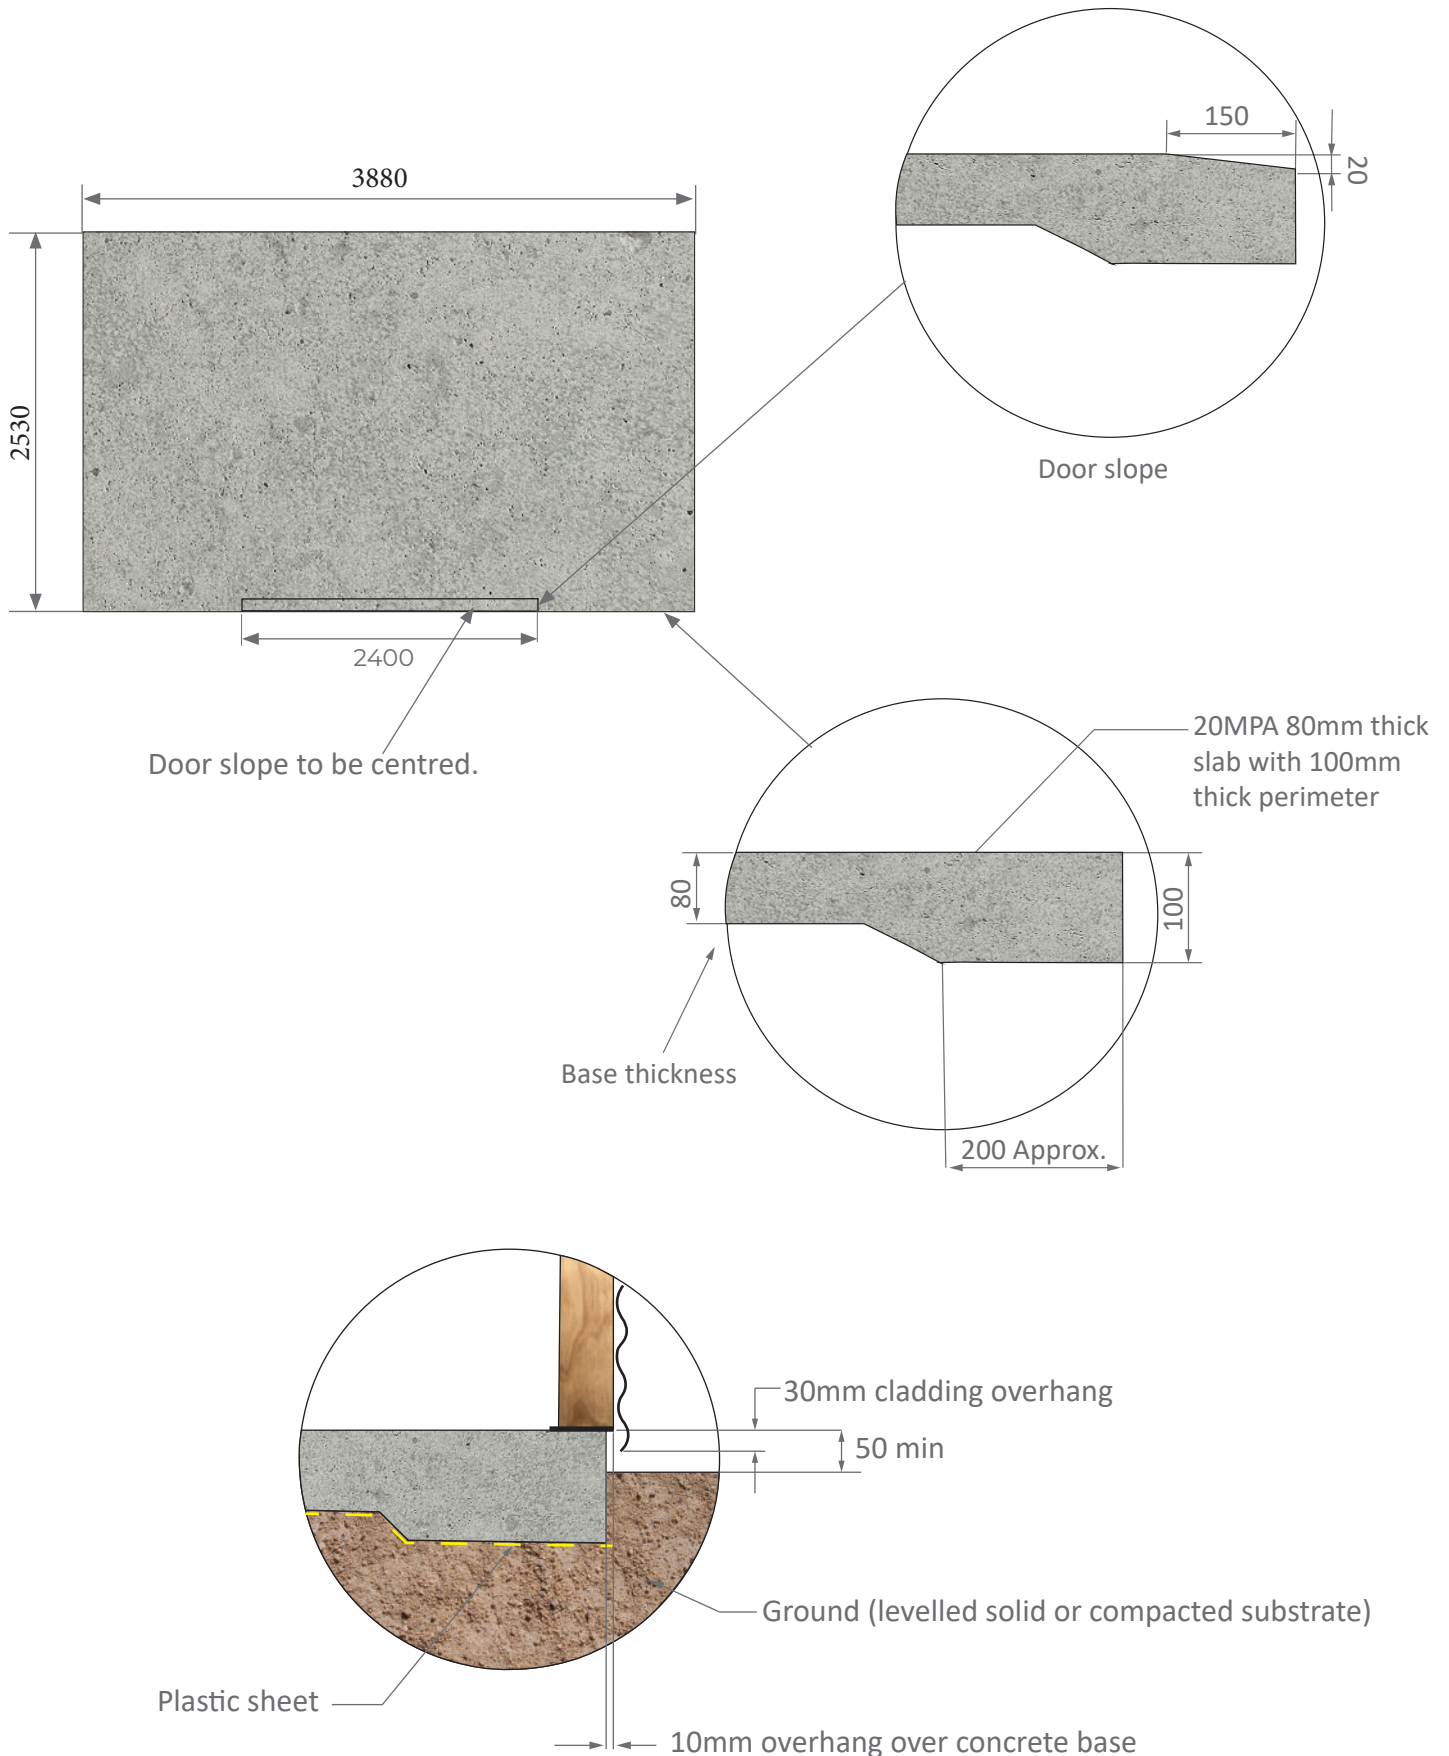 150
20
3880
2530
Door slope
2400
Door slope to be centred.
20MPA 80mm thick
slab with 100mm
thick perimeter
80
100
Base thickness
200 Approx.
30mm cladding overhang
50 min
Ground (levelled solid or compacted substrate)
Plastic sheet
10mm overhang over concrete base